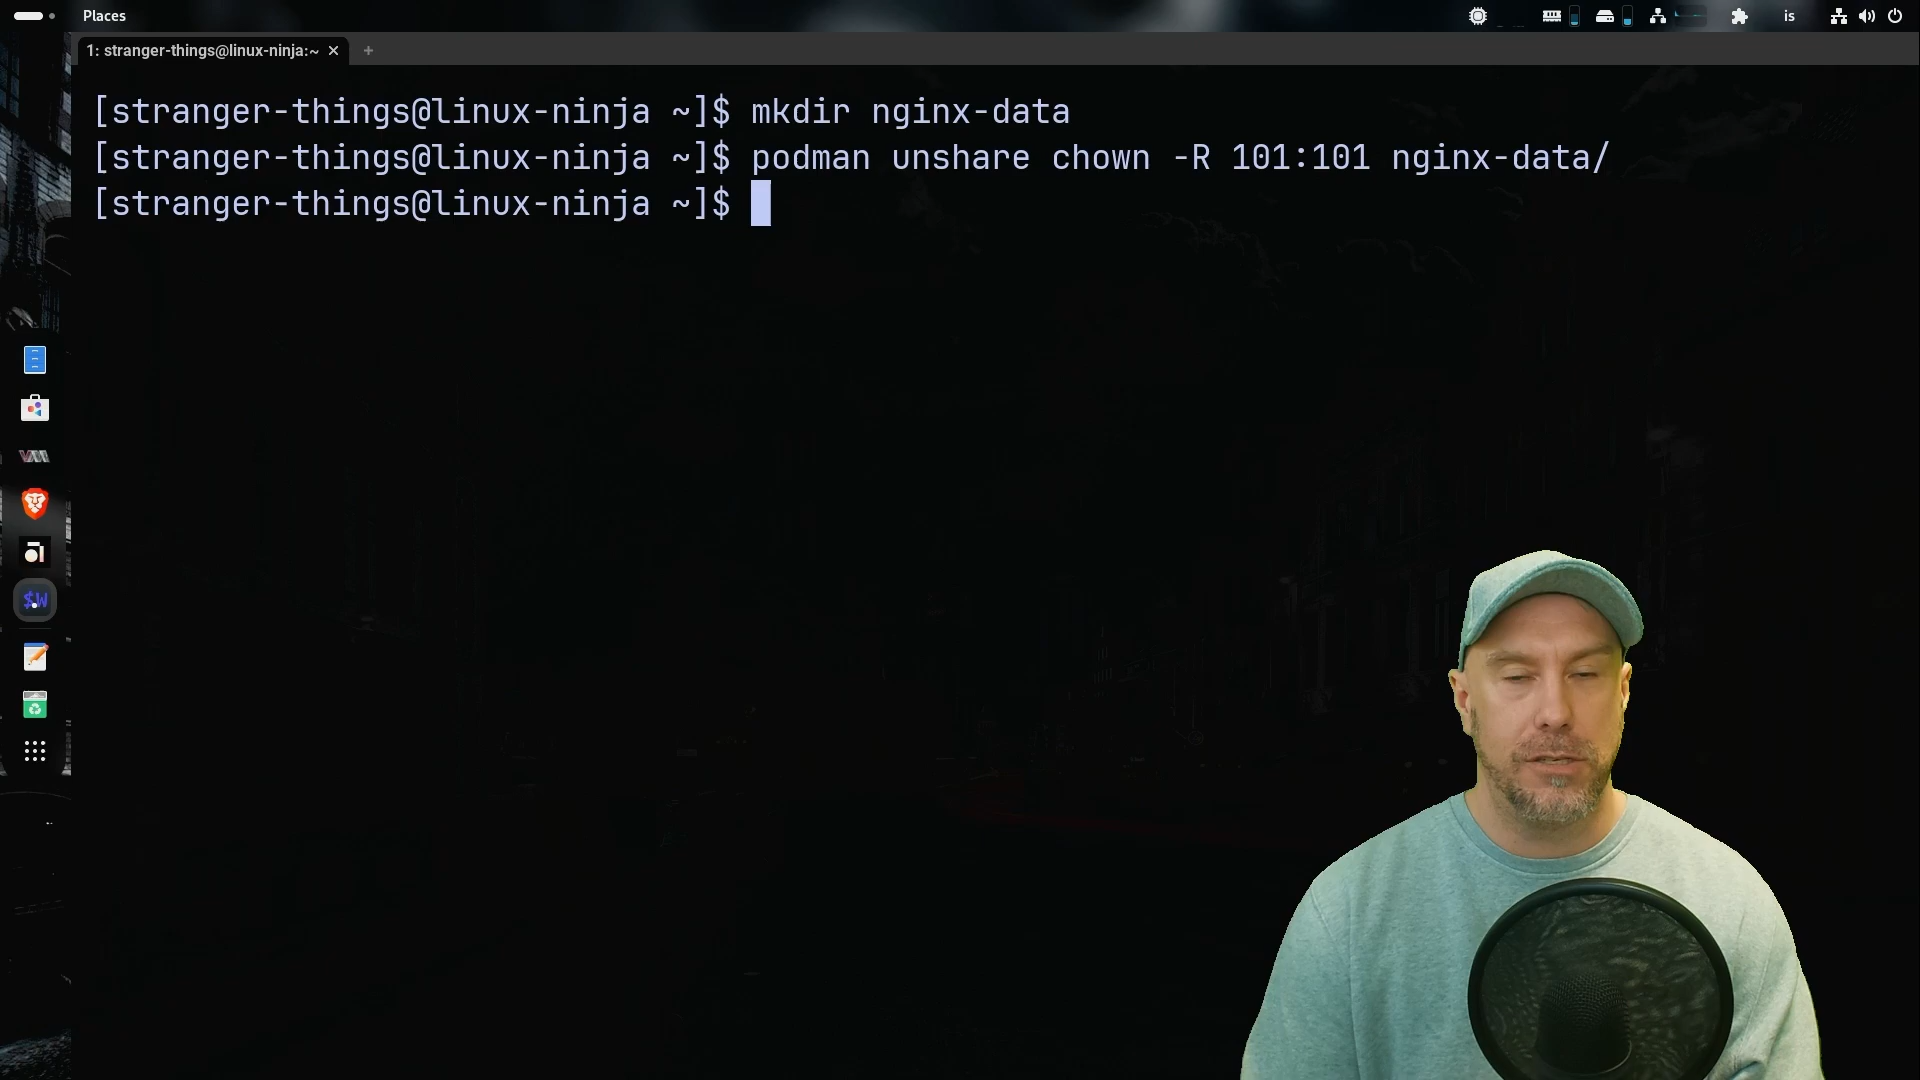 Places
is
1: stranger-things@linux-ninja:~
[stranger-things@linux-ninja ~]$ mkdir nginx-data
[stranger-things@linux-ninja ~]$ podman unshare chown -R 101:101 nginx-data/
[stranger-things@linux-ninja ~]$
$W